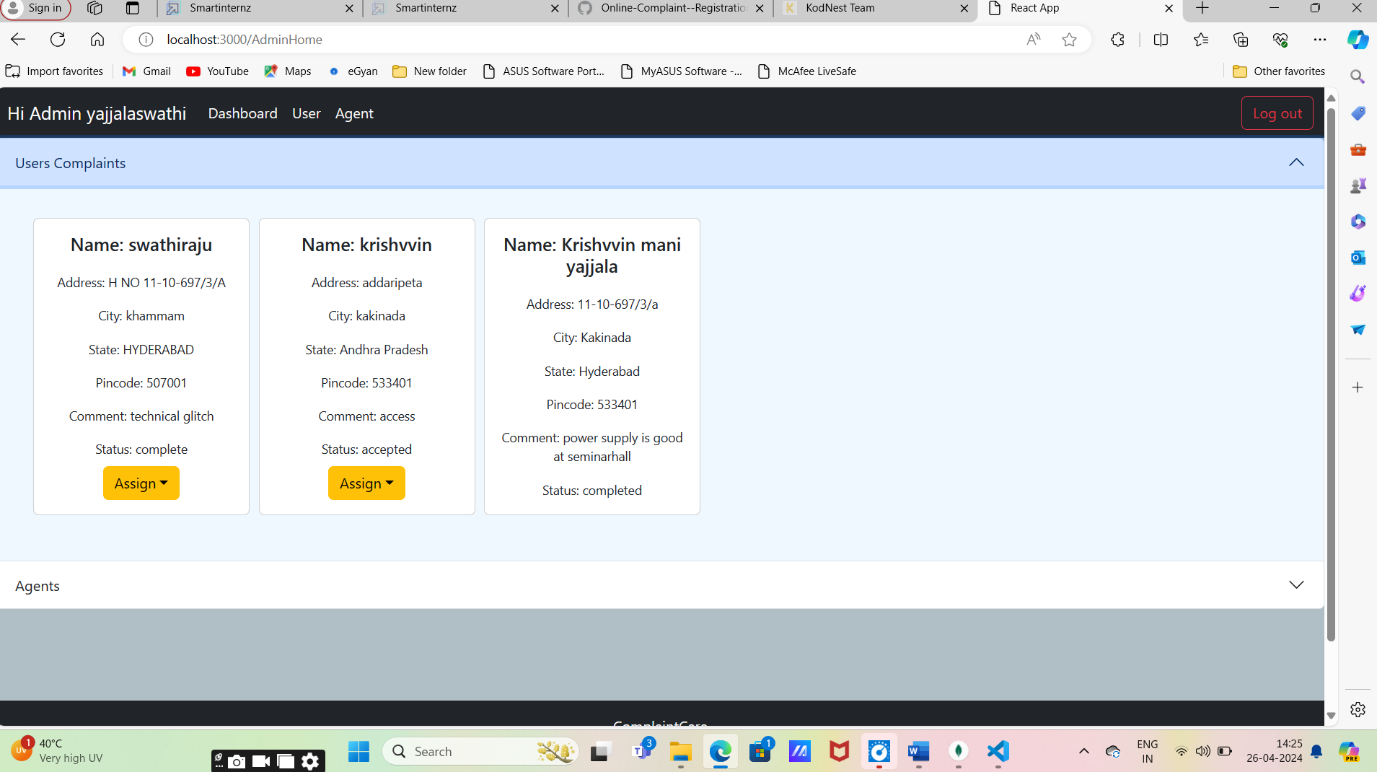 Sign in
Smartinternz
Smartinternz
Online-Complaint--Registratio
KodNest Team
React App
localhost:3000/AdminHome
Import favorites
Gmail
YouTube
Maps
eGyan
New folder
ASUS Software Port...
MyASUS Software -...
McAfee LiveSafe
Other favorites
Hi Admin yajjalaswathi
Dashboard
User
Agent
Log out
Users Complaints
Name: swathiraju
Address: H NO 11-10-697/3/A
City: khammam
State: HYDERABAD
Pincode: 507001
Comment: technical glitch
Status: complete
Assign
Name: krishvvin
Address: addaripeta
City: kakinada
State: Andhra Pradesh
Pincode: 533401
Comment: access
Status: accepted
Assign
Name: Krishvvin mani
yajjala
Address: 11-10-697/3/a
City: Kakinada
State: Hyderabad
Pincode: 533401
Comment: power supply is good
at seminarhall
Status: completed
Agents
ComplaintCare
UV
1
40°C
Very high UV
Search
3
1
ENG
IN
14:25
26-04-2024
PRE